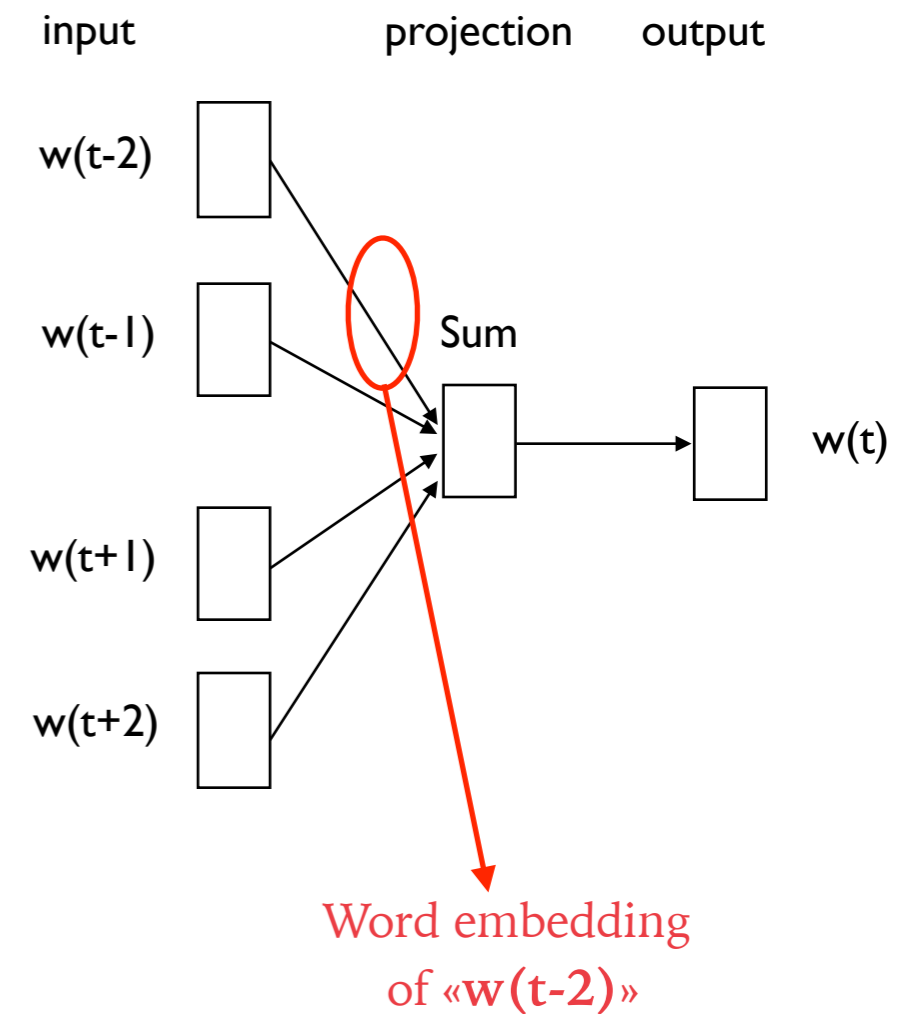 input projection output
w(t-2)
w(t-1) Sum
w(t)
w(t+1)
w(t+2)
Word embedding
of «w(t-2)»